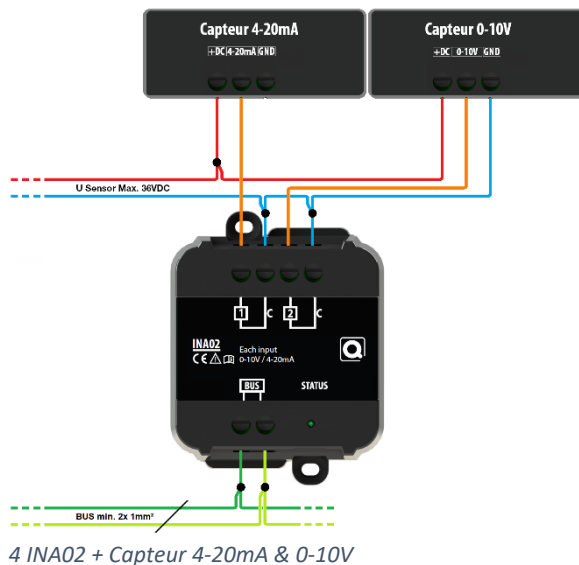 Capteur 4-20mA
+DC 4-20mA GND
Capteur 0-10V
+DC 0-10V GND
U Sensor Max. 36VDC
1 C 2 C
INA02
Each input
0-10V / 4-20mA
CE
BUS
STATUS
BUS min. 2x 1mm²
4 INA02 + Capteur 4-20mA & 0-10V